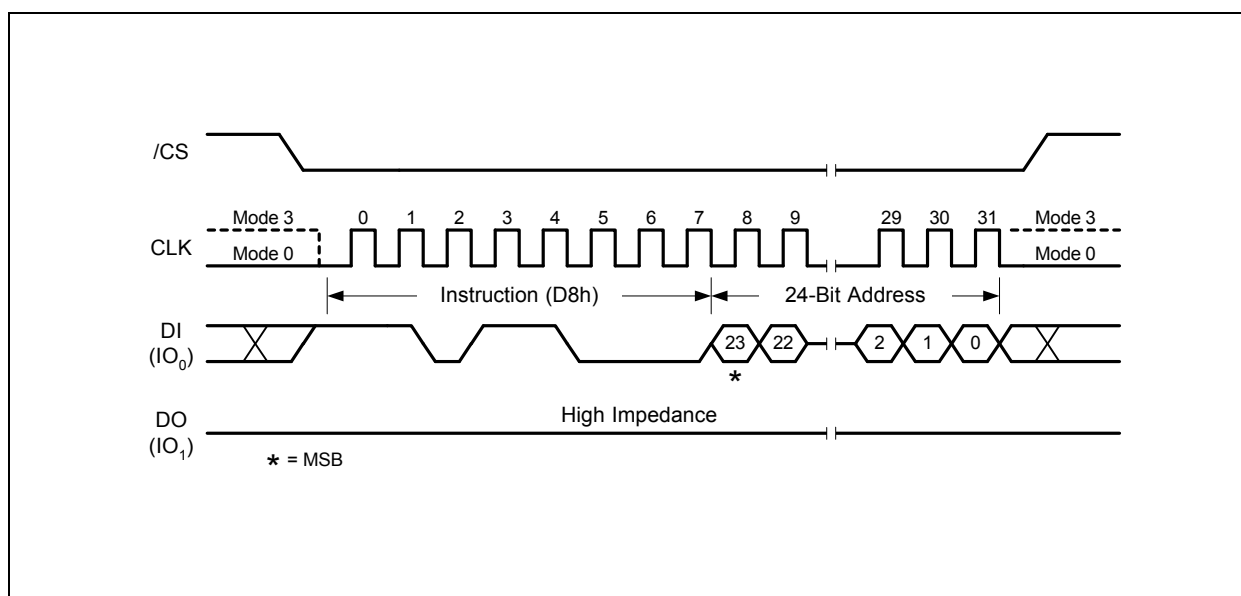 /CS
Mode 3 0 1 2 3 4 5 6 7 8 9 29 30 31 Mode 3
CLK
Mode 0 Mode 0
Instruction (D8h) 24-Bit Address
DI
(IO0)
23 22 2 1 0
*
High Impedance
DO
(IO1)
* = MSB